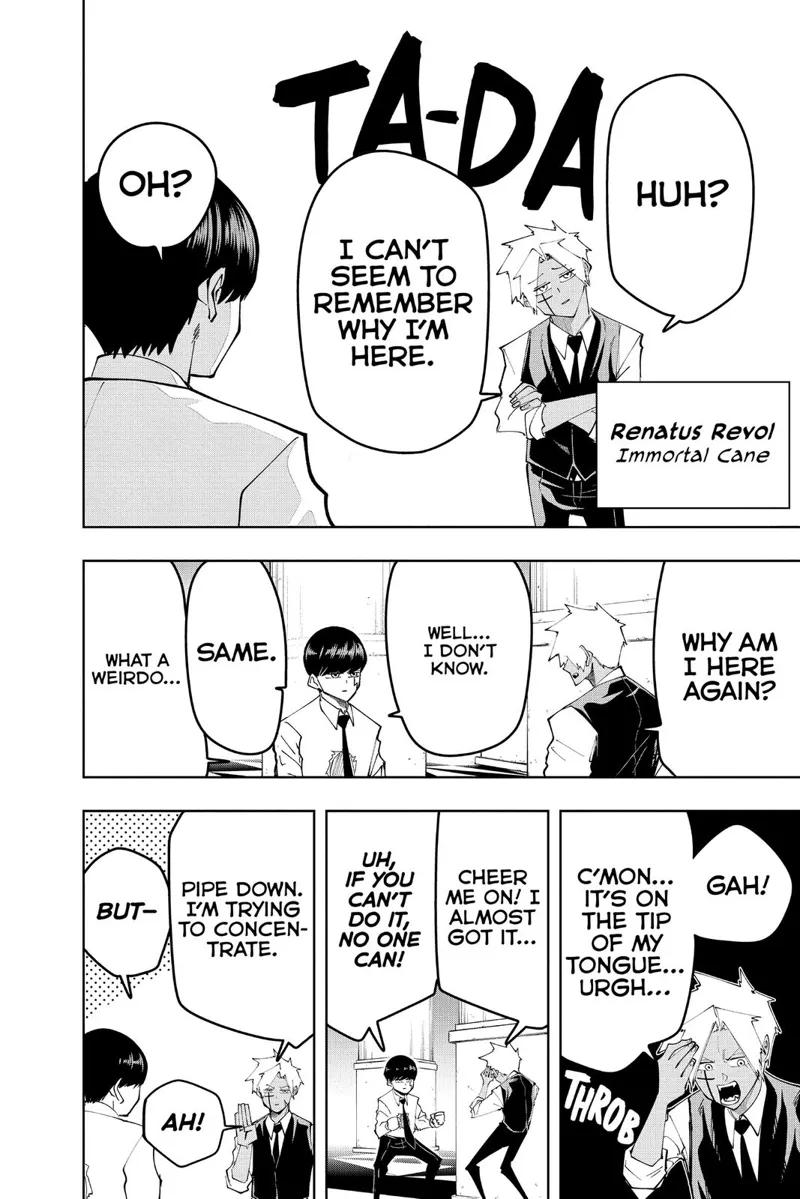 TA-DA
HUH?
Renatus Revol
Immortal Cane
I CAN'T
SEEM TO
REMEMBER
WHY I'M
HERE.
OH?
WHY AM
I HERE
AGAIN?
WELL...
I DON'T
KNOW.
SAME.
WHAT A
WEIRDO...
GAH!
C'MON...
IT'S ON
THE TIP
OF MY
TONGUE...
URGH...
THROB
CHEER
ME ON! I
ALMOST
GOT IT...
UH,
IF YOU
CAN'T
DO IT,
NO ONE
CAN!
PIPE DOWN.
I'M TRYING
TO CONCEN-
TRATE.
AH!
BUT–